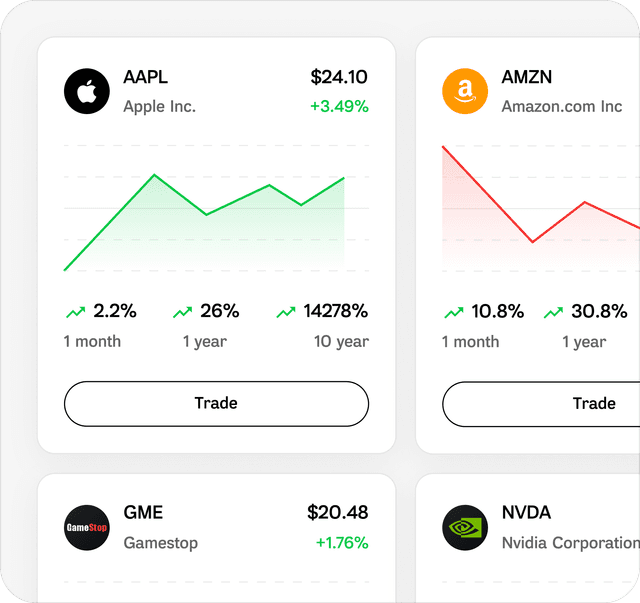 AAPL
$24.10
Apple Inc.
+3.49%
2.2%
26%
14278%
1 month
1 year
10 year
Trade
a
AMZN
Amazon.com Inc
10.8%
30.8%
1 month
1 year
Trade
GameStop
GME
$20.48
Gamestop
+1.76%
NVDA
Nvidia Corporation